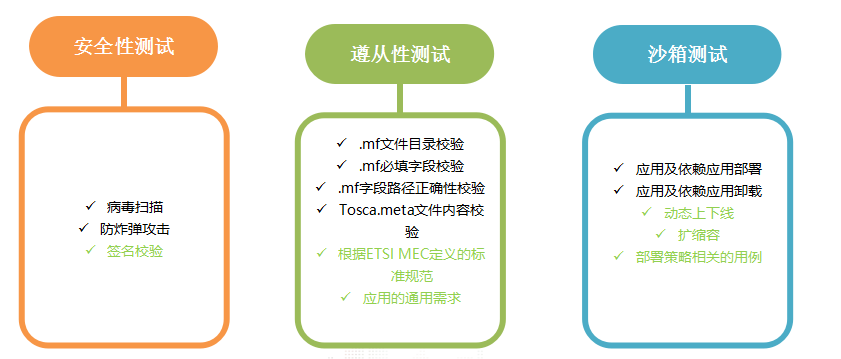 安全性测试
✓ 病毒扫描
✓ 防炸弹攻击
✓ 签名校验
遵从性测试
✓ .mf文件目录校验
✓ .mf必填字段校验
✓ .mf字段路径正确性校验
✓ Tosca.meta文件内容校
验
✓ 根据ETSI MEC定义的标
准规范
✓ 应用的通用需求
沙箱测试
✓ 应用及依赖应用部署
✓ 应用及依赖应用卸载
✓ 动态上下线
✓ 扩缩容
✓ 部署策略相关的用例